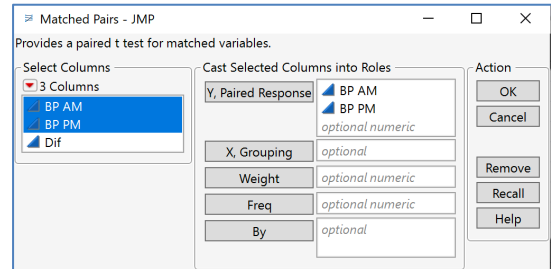 Matched Pairs - JMP
Provides a paired t test for matched variables.
Select Columns
3 Columns
BP AM
BP PM
Dif
Cast Selected Columns into Roles
Y, Paired Response
BP AM
BP PM
optional numeric
X, Grouping
optional
Weight
optional numeric
Freq
optional numeric
By
optional
Action
OK
Cancel
Remove
Recall
Help